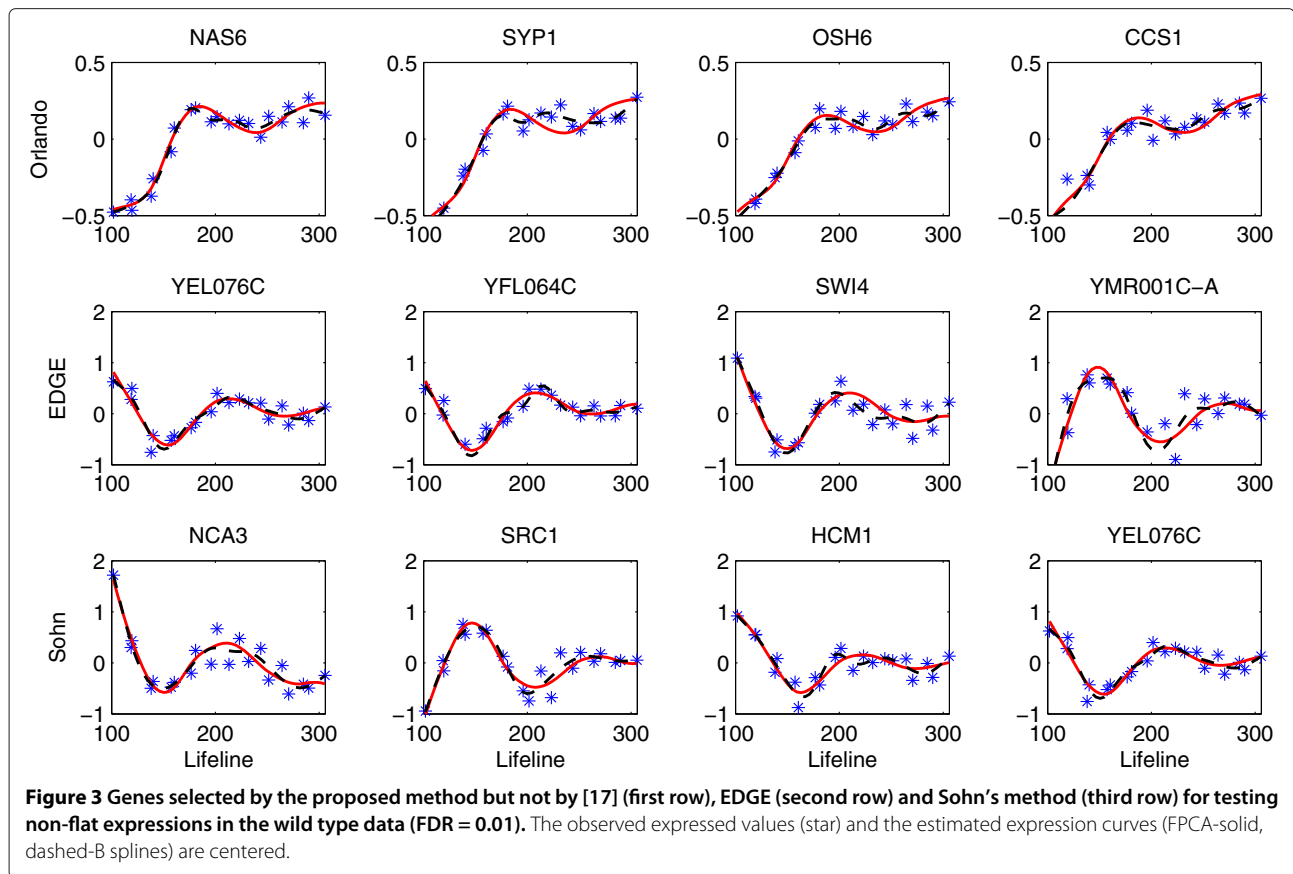 NAS6 SYP1 OSH6 CCS1
Orlando
0.5 0.5 0.5 0.5
0 0 0 0
−0.5 −0.5 −0.5 −0.5
100 200 300 100 200 300 100 200 300 100 200 300
YEL076C YFL064C SWI4 YMR001C−A
EDGE
2 2 2 2
1 1 1 1
0 0 0 0
−1 −1 −1 −1
100 200 300 100 200 300 100 200 300 100 200 300
NCA3 SRC1 HCM1 YEL076C
Sohn
2 2 2 2
1 1 1 1
0 0 0 0
−1 −1 −1 −1
100 200 300 100 200 300 100 200 300 100 200 300
Lifeline Lifeline Lifeline Lifeline
Figure 3 Genes selected by the proposed method but not by [17] (first row), EDGE (second row) and Sohn’s method (third row) for testing
non-flat expressions in the wild type data (FDR = 0.01). The observed expressed values (star) and the estimated expression curves (FPCA-solid,
dashed-B splines) are centered.